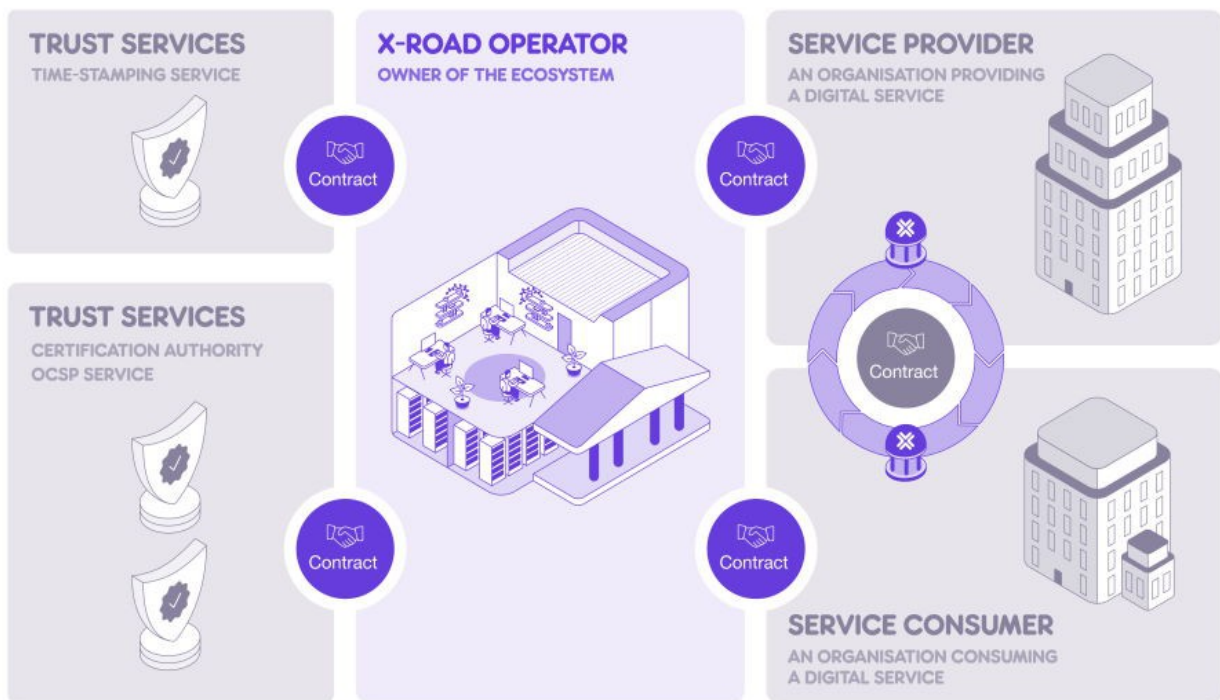 TRUST SERVICES
TIME-STAMPING SERVICE
Contract
X-ROAD OPERATOR
OWNER OF THE ECOSYSTEM
Contract
SERVICE PROVIDER
AN ORGANISATION PROVIDING
A DIGITAL SERVICE
TRUST SERVICES
CERTIFICATION AUTHORITY
OCSP SERVICE
Contract
Contract
Contract
SERVICE CONSUMER
AN ORGANISATION CONSUMING
A DIGITAL SERVICE